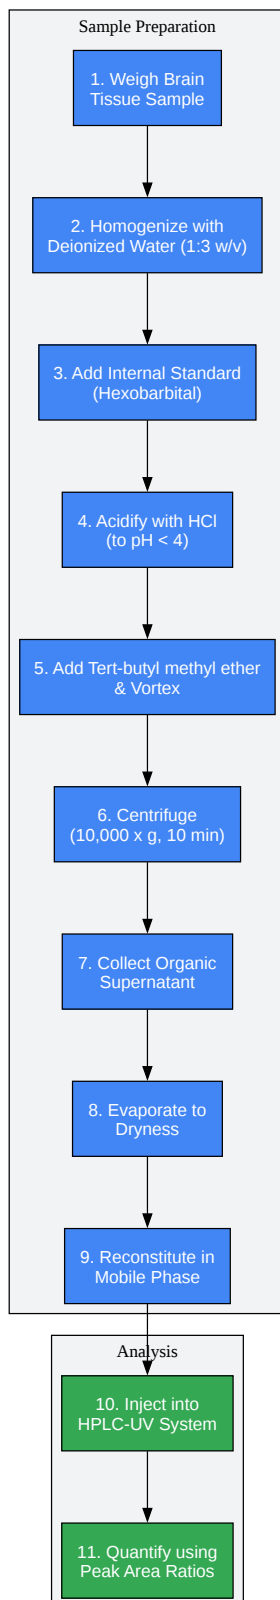 Sample Preparation
1. Weigh Brain
Tissue Sample
2. Homogenize with
Deionized Water (1:3 w/v)
3. Add Internal Standard
(Hexobarbital)
4. Acidify with HCl
(to pH < 4)
5. Add Tert-butyl methyl ether
& Vortex
6. Centrifuge
(10,000 x g, 10 min)
7. Collect Organic
Supernatant
8. Evaporate to
Dryness
9. Reconstitute in
Mobile Phase
Analysis
10. Inject into
HPLC-UV System
11. Quantify using
Peak Area Ratios